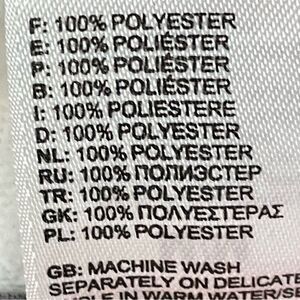 F: 100% POLYESTER
E: 100% POLIÉSTER
P: 100% POLIÉSTER
B: 100% POLIÉSTER
I: 100% POLIESTERE
D: 100% POLYESTER
NL: 100% POLYESTER
RU: 100% ПОЛИЭСТЕР
TR: 100% POLYESTER
GK: 100% ΠΟΛΥΕΣΤΕΡΑΣ
PL: 100% POLYESTER
GB: MACHINE WASH
SEPARATELY ON DELICATE
IN WARM WATER/